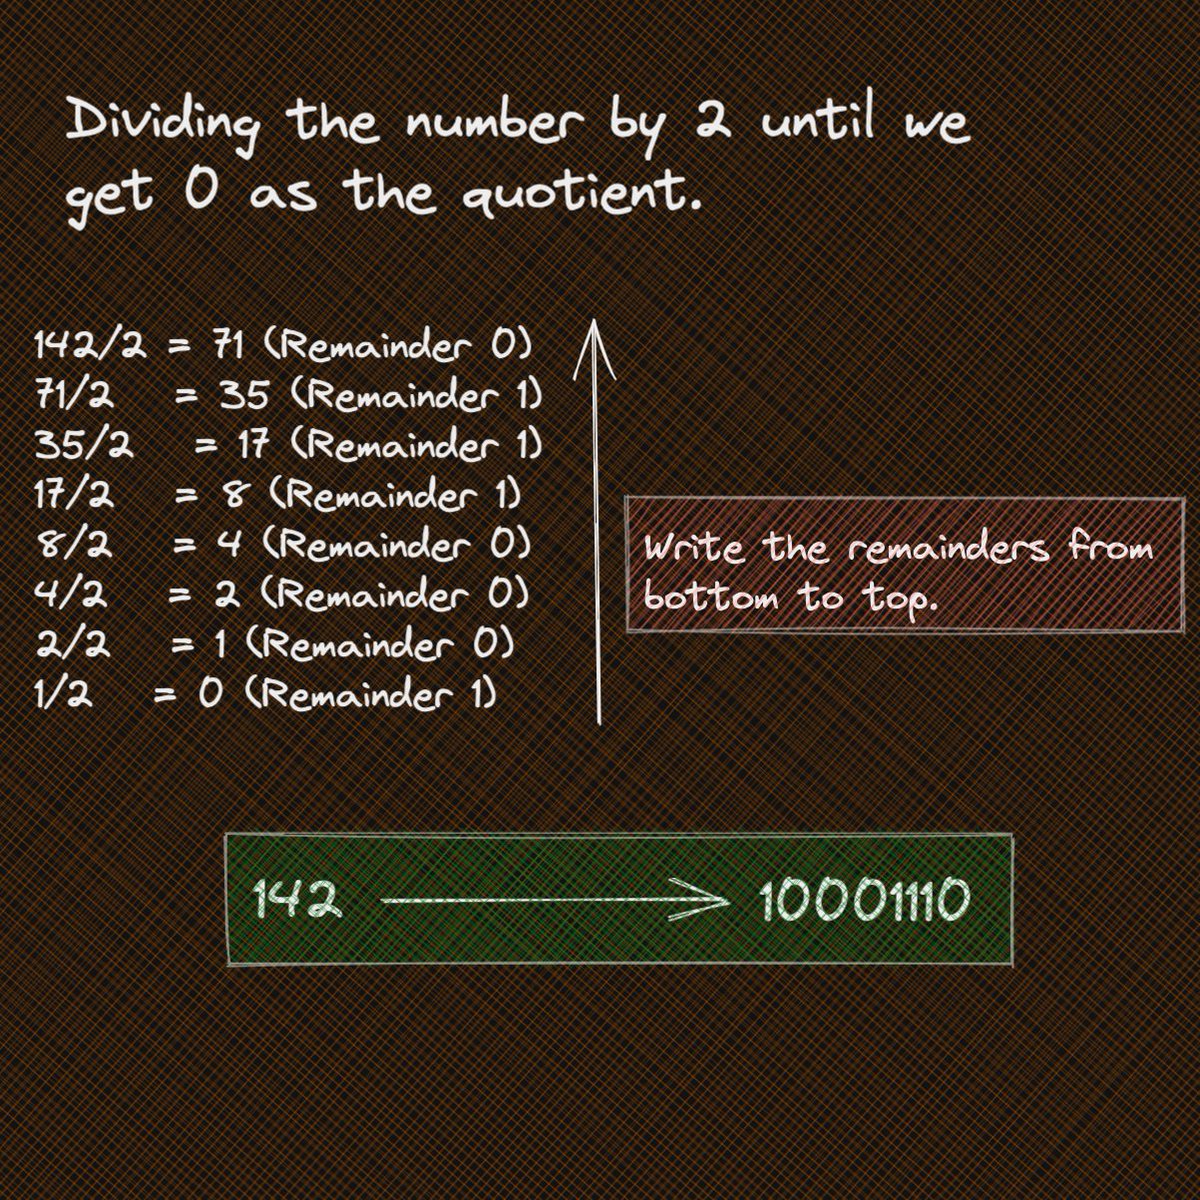 Dividing the number by 2 until we
get 0 as the quotient.
142/2 = 71 (Remainder 0)
71/2 = 35 (Remainder 1)
35/2 = 17 (Remainder 1)
17/2 = 8 (Remainder 1)
8/2 = 4 (Remainder 0)
4/2 = 2 (Remainder 0)
2/2 = 1 (Remainder 0)
1/2 = 0 (Remainder 1)
Write the remainders from
bottom to top.
142 10001110